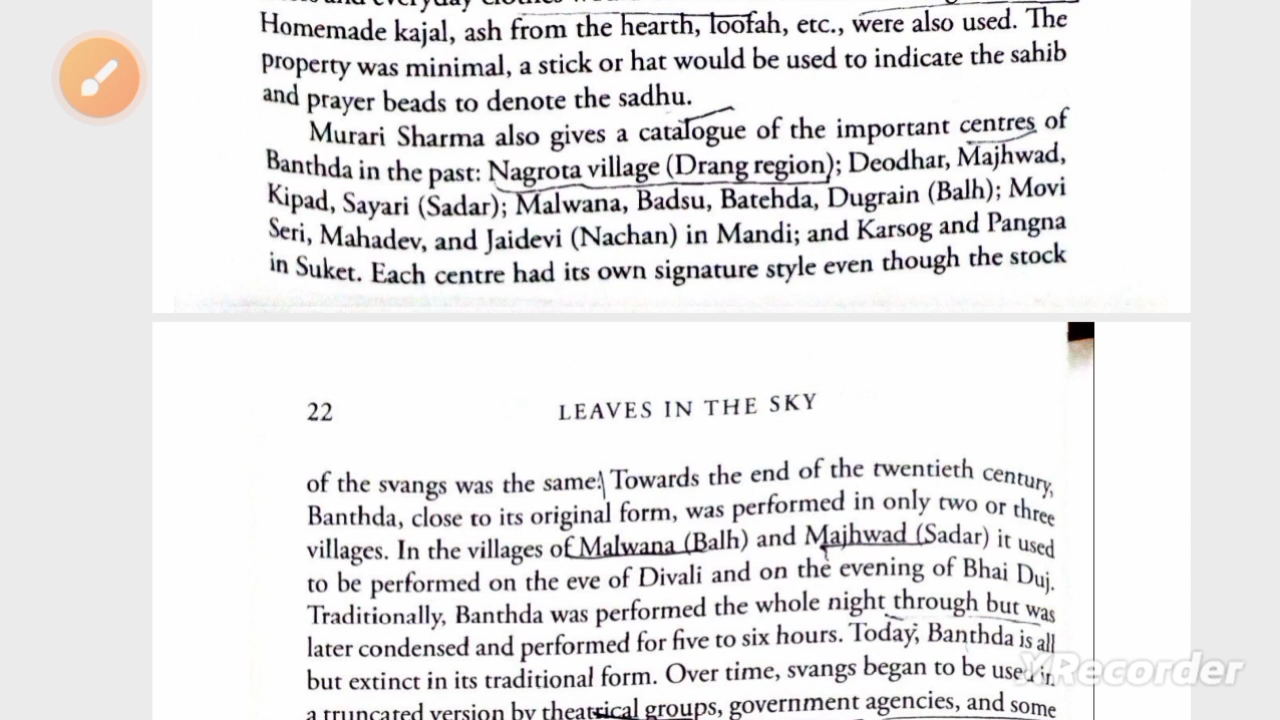 and everyday clothes
Homemade kajal, ash from the hearth, loofah, etc., were also used. The
property was minimal, a stick or hat would be used to indicate the sahib
and prayer beads to denote the sadhu.
Murari Sharma also gives a catalogue of the important centres of
Banthda in the past: Nagrota village (Drang region); Deodhar, Majhwad,
Kipad, Sayari (Sadar); Malwana, Badsu, Batehda, Dugrain (Balh); Movi
Seri, Mahadev, and Jaidevi (Nachan) in Mandi; and Karsog and Pangna
in Suket. Each centre had its own signature style even though the stock
22 LEAVES IN THE SKY
of the svangs was the same. Towards the end of the twentieth century,
Banthda, close to its original form, was performed in only two or three
villages. In the villages of Malwana (Balh) and Majhwad (Sadar) it used
to be performed on the eve of Divali and on the evening of Bhai Duj.
Traditionally, Banthda was performed the whole night through but was
later condensed and performed for five to six hours. Today, Banthda is all
but extinct in its traditional form. Over time, svangs began to be used in
a truncated version by theatrical groups, government agencies, and some
XRecorder